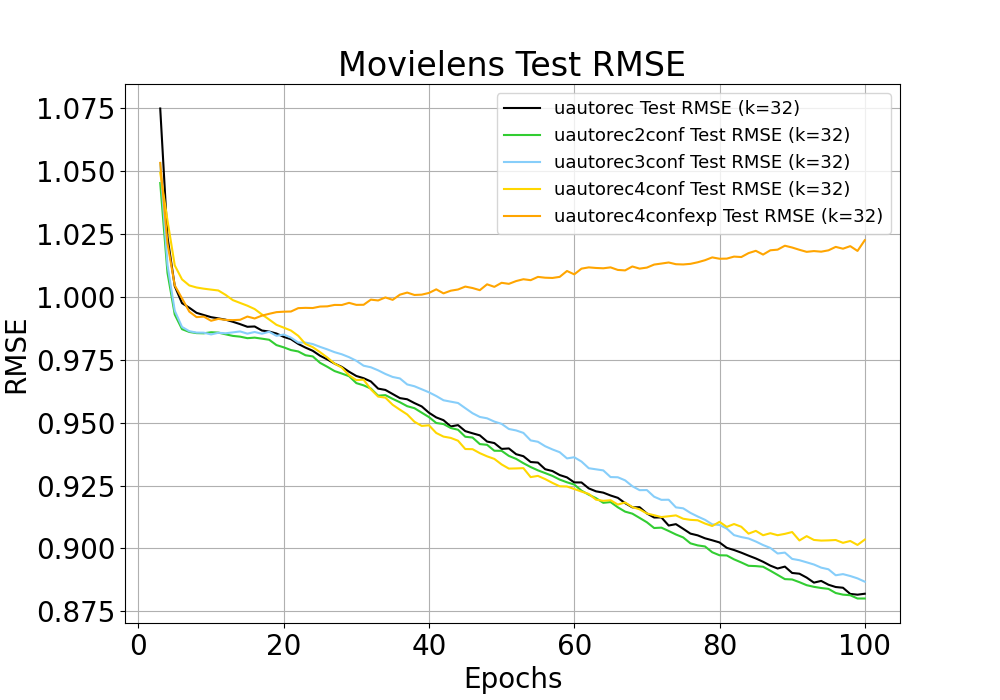 Movielens Test RMSE
uautorec Test RMSE (k=32)
uautorec2conf Test RMSE (k=32)
uautorec3conf Test RMSE (k=32)
uautorec4conf Test RMSE (k=32)
uautorec4confexp Test RMSE (k=32)
RMSE
1.075
1.050
1.025
1.000
0.975
0.950
0.925
0.900
0.875
0 20 40 60 80 100
Epochs